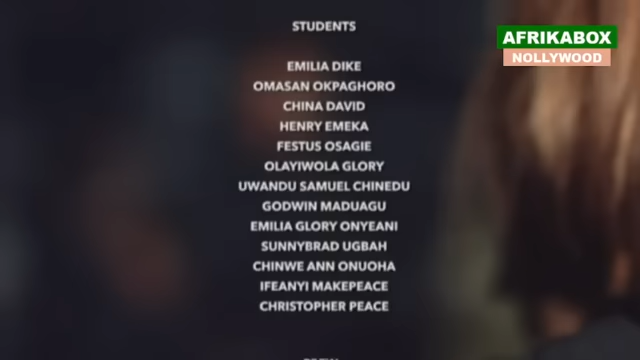 STUDENTS
AFRIKABOX
NOLLYWOOD
EMILIA DIKE
OMASAN OKPAGHORO
CHINA DAVID
HENRY EMEKA
FESTUS OSAGIE
OLAYIWOLA GLORY
UWANDU SAMUEL CHINEDU
GODWIN MADUAGU
EMILIA GLORY ONYEANI
SUNNYBRAD UGBAH
CHINWE ANN ONUOHA
IFEANYI MAKEPEACE
CHRISTOPHER PEACE